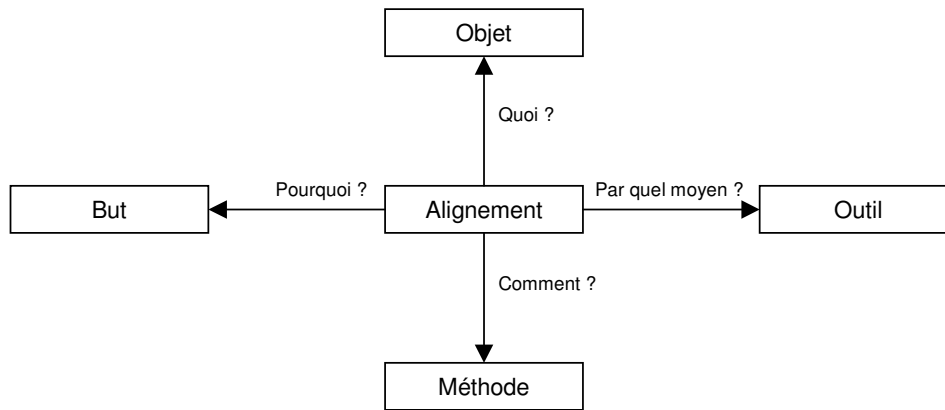 Objet
Quoi ?
Pourquoi ?
Par quel moyen ?
But
Alignement
Outil
Comment ?
Méthode